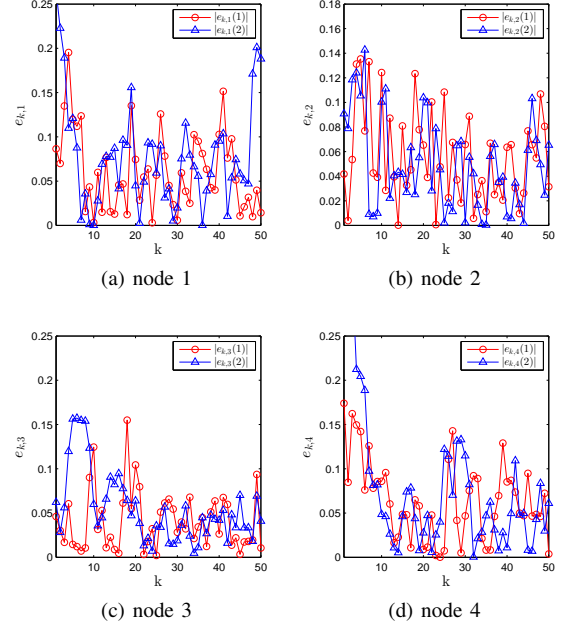 0.25
0.2
0.15
0.1
0.05
0
10 20 30 40 50
e_{k,1}
k
|e_{k,1}(1)|
|e_{k,1}(2)|
(a) node 1
0.18
0.16
0.14
0.12
0.1
0.08
0.06
0.04
0.02
0
10 20 30 40 50
e_{k,2}
k
|e_{k,2}(1)|
|e_{k,2}(2)|
(b) node 2
0.25
0.2
0.15
0.1
0.05
0
10 20 30 40 50
e_{k,3}
k
|e_{k,3}(1)|
|e_{k,3}(2)|
(c) node 3
0.25
0.2
0.15
0.1
0.05
0
10 20 30 40 50
e_{k,4}
k
|e_{k,4}(1)|
|e_{k,4}(2)|
(d) node 4